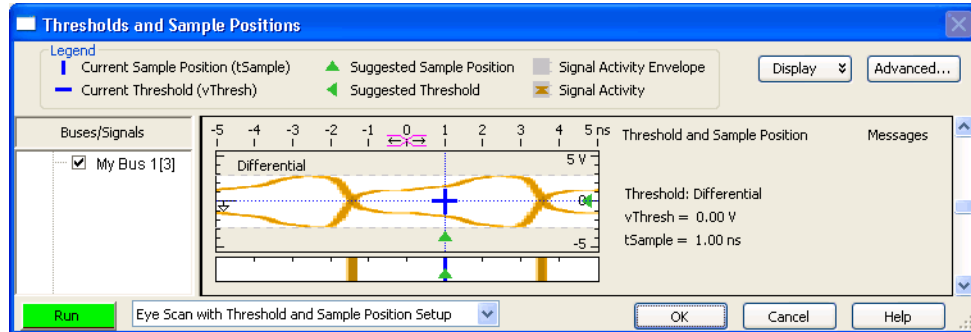 Thresholds and Sample Positions
Legend
Current Sample Position (tSample)
Suggested Sample Position
Signal Activity Envelope
Current Threshold (vThresh)
Suggested Threshold
Signal Activity
Display
Advanced...
Buses/Signals
-5 -4 -3 -2 -1 0 1 2 3 4 5 ns
Threshold and Sample Position
Messages
My Bus 1[3]
Differential
5 V
0
-5
Threshold: Differential
vThresh = 0.00 V
tSample = 1.00 ns
Run
Eye Scan with Threshold and Sample Position Setup
OK
Cancel
Help